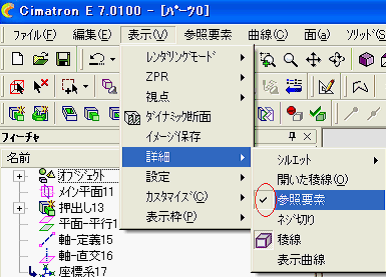 Cimatron E 7.0100 - [ﾊﾟｰﾂ0]
ファイル(F) 編集(E) 表示(V) 参照要素 曲線(C) 面(a) ソリッド(S
レンダリングモード
ZPR
視点
ダイナミック断面
イメージ保存
詳細
設定
カスタマイズ(C)
表示枠(P)
シルエット
開いた稜線(O)
参照要素
ネジ切り
稜線
表示曲線
フィーチャ
名前
オブジェクト
メイン平面11
押出し13
平面-平行1
軸-定義15
軸-直交16
座標系17